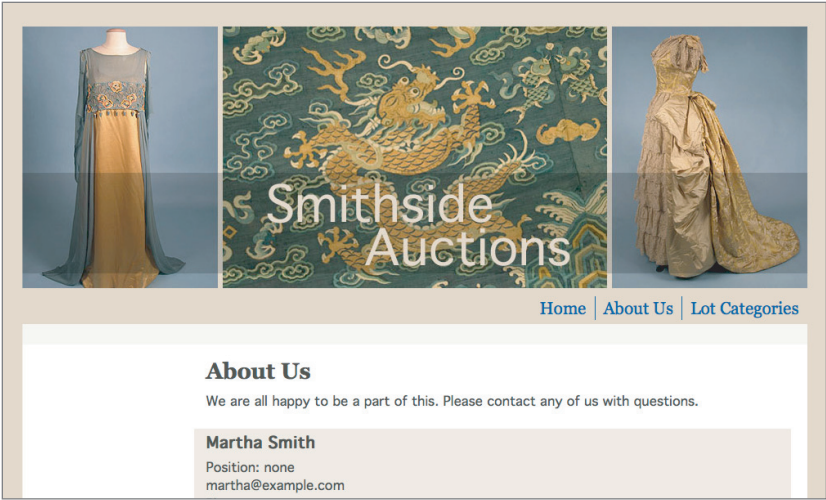 Smithside
Auctions
Home | About Us | Lot Categories
About Us
We are all happy to be a part of this. Please contact any of us with questions.
Martha Smith
Position: none
martha@example.com